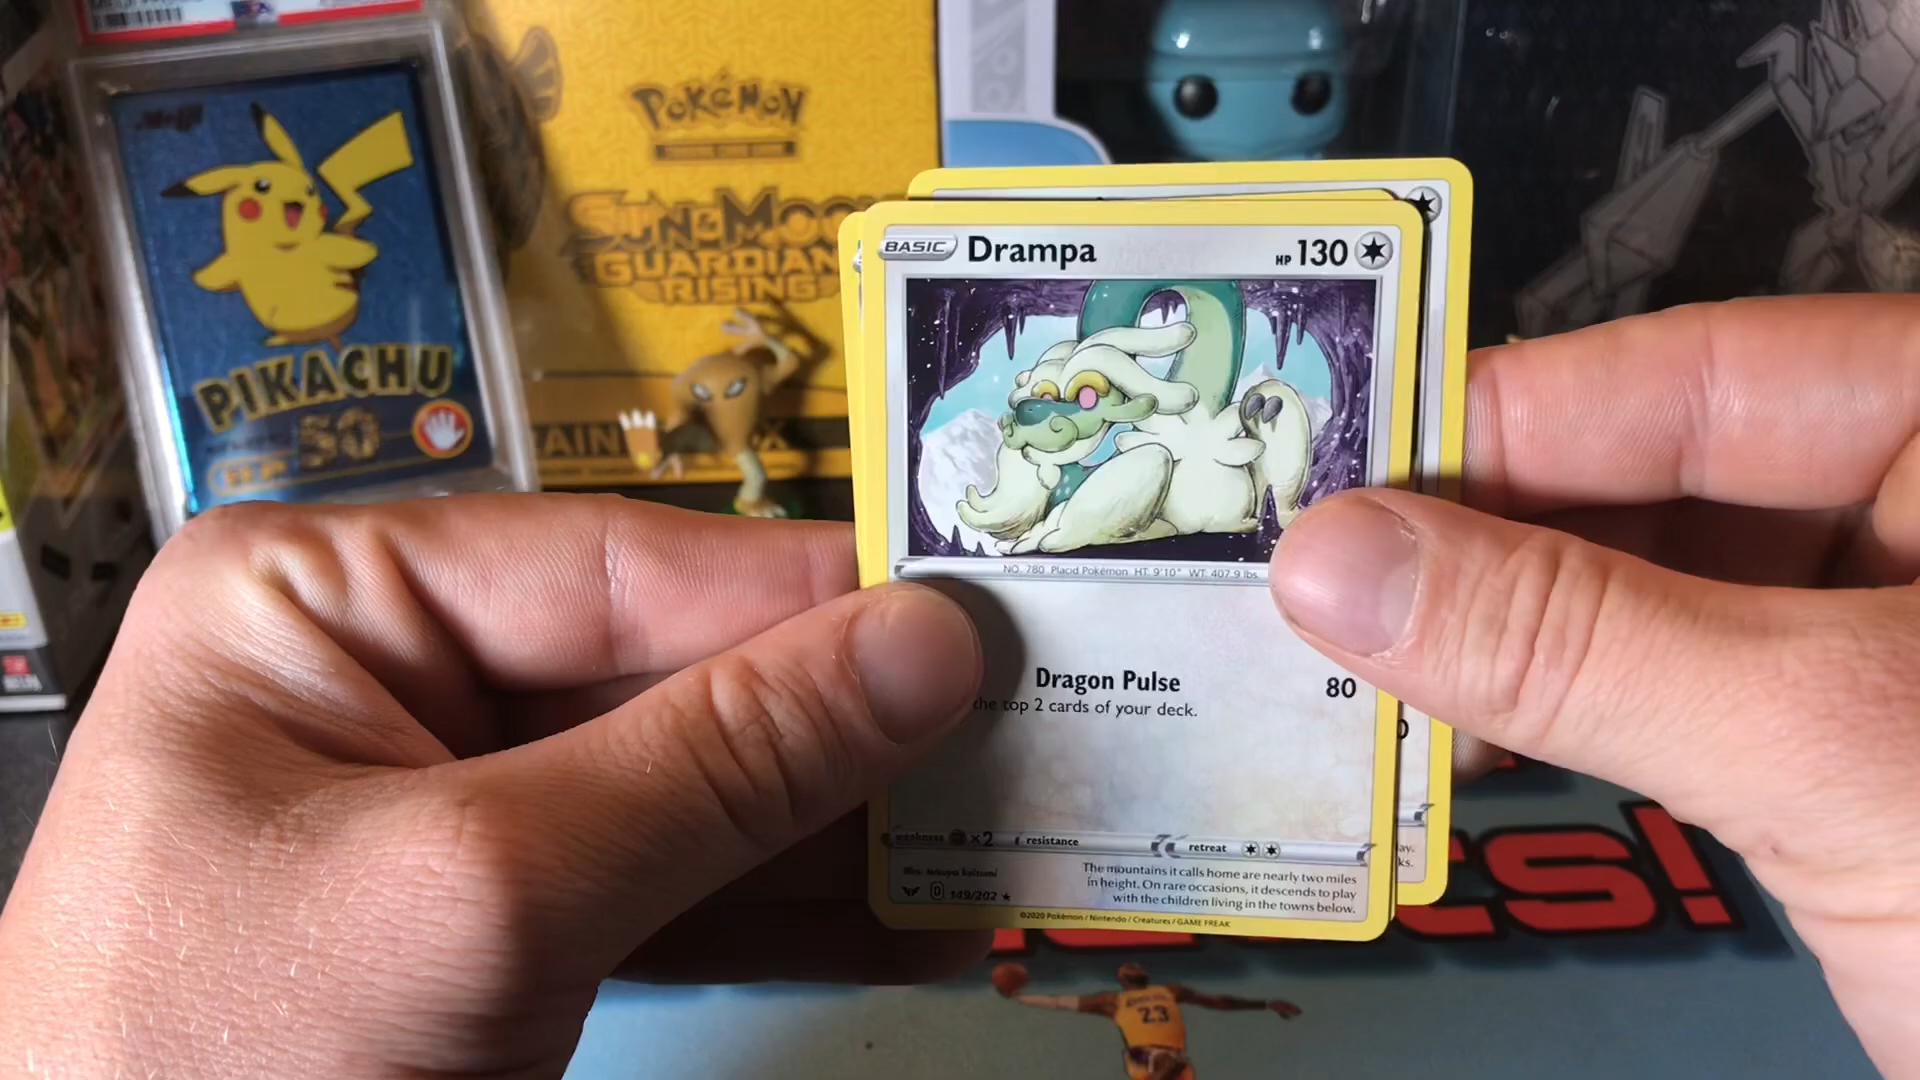 Meiji
PIKACHU
50
POKéMON
SUN & MOON
GUARDIANS
RISING
BASIC Drampa HP 130
NO. 780 Placid Pokémon HT: 9'10" WT: 407.9 lbs.
Dragon Pulse 80
the top 2 cards of your deck.
weakness ×2 resistance retreat
The mountains it calls home are nearly two miles
in height. On rare occasions, it descends to play
with the children living in the towns below.
D 149/202 ★
©2020 Pokémon / Nintendo / Creatures / GAME FREAK
23